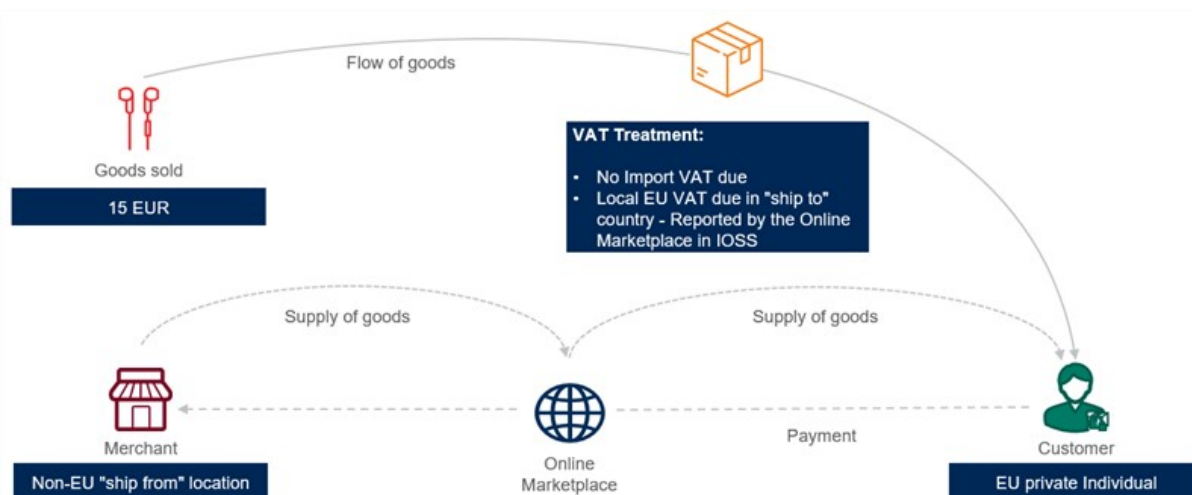 Flow of goods
Goods sold
15 EUR
VAT Treatment:
• No Import VAT due
• Local EU VAT due in "ship to"
country - Reported by the Online
Marketplace in IOSS
Supply of goods
Supply of goods
Merchant
Non-EU "ship from" location
Online
Marketplace
Payment
Customer
EU private Individual